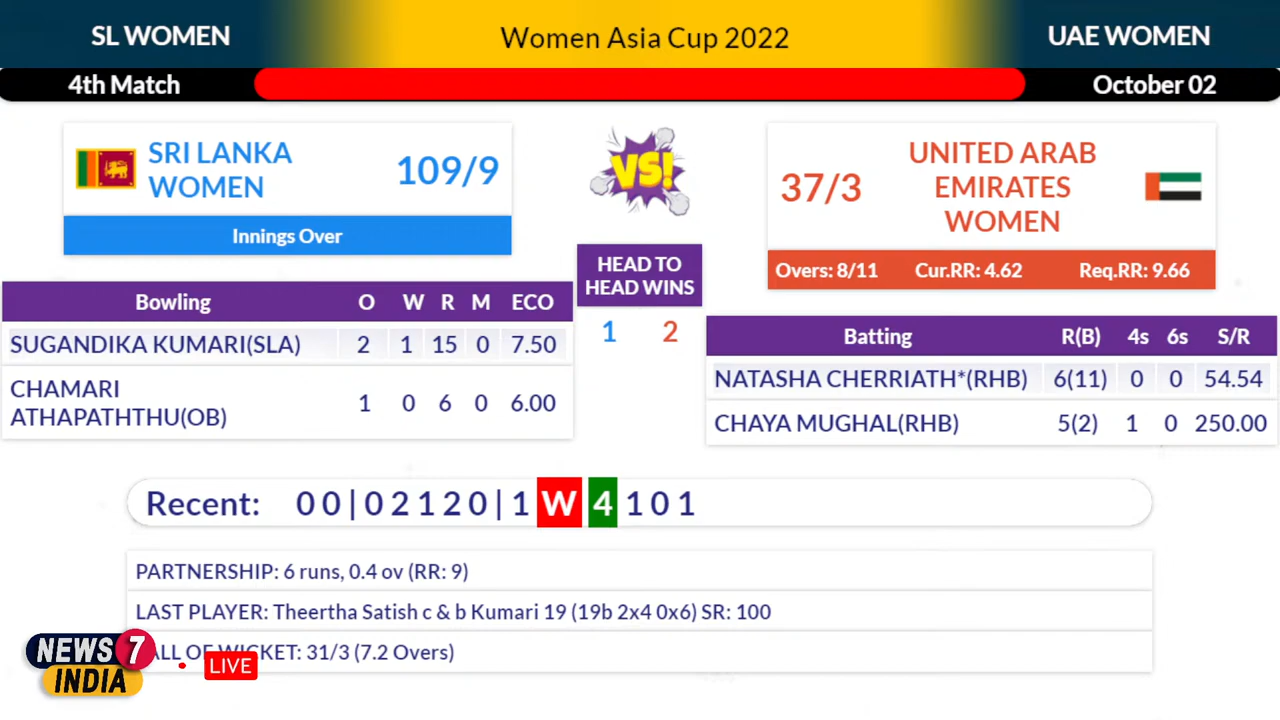 SL WOMEN
Women Asia Cup 2022
UAE WOMEN
4th Match
October 02
SRI LANKA
WOMEN
109/9
Innings Over
VS!
37/3
UNITED ARAB
EMIRATES
WOMEN
Overs: 8/11 Cur.RR: 4.62 Req.RR: 9.66
HEAD TO
HEAD WINS
1 2
Bowling O W R M ECO
SUGANDIKA KUMARI(SLA) 2 1 15 0 7.50
CHAMARI
ATHAPATHTHU(OB) 1 0 6 0 6.00
Batting R(B) 4s 6s S/R
NATASHA CHERRIATH*(RHB) 6(11) 0 0 54.54
CHAYA MUGHAL(RHB) 5(2) 1 0 250.00
Recent: 0 0 | 0 2 1 2 0 | 1 W 4 1 0 1
PARTNERSHIP: 6 runs, 0.4 ov (RR: 9)
LAST PLAYER: Theertha Satish c & b Kumari 19 (19b 2x4 0x6) SR: 100
ALL OF WICKET: 31/3 (7.2 Overs)
NEWS 7
INDIA
LIVE